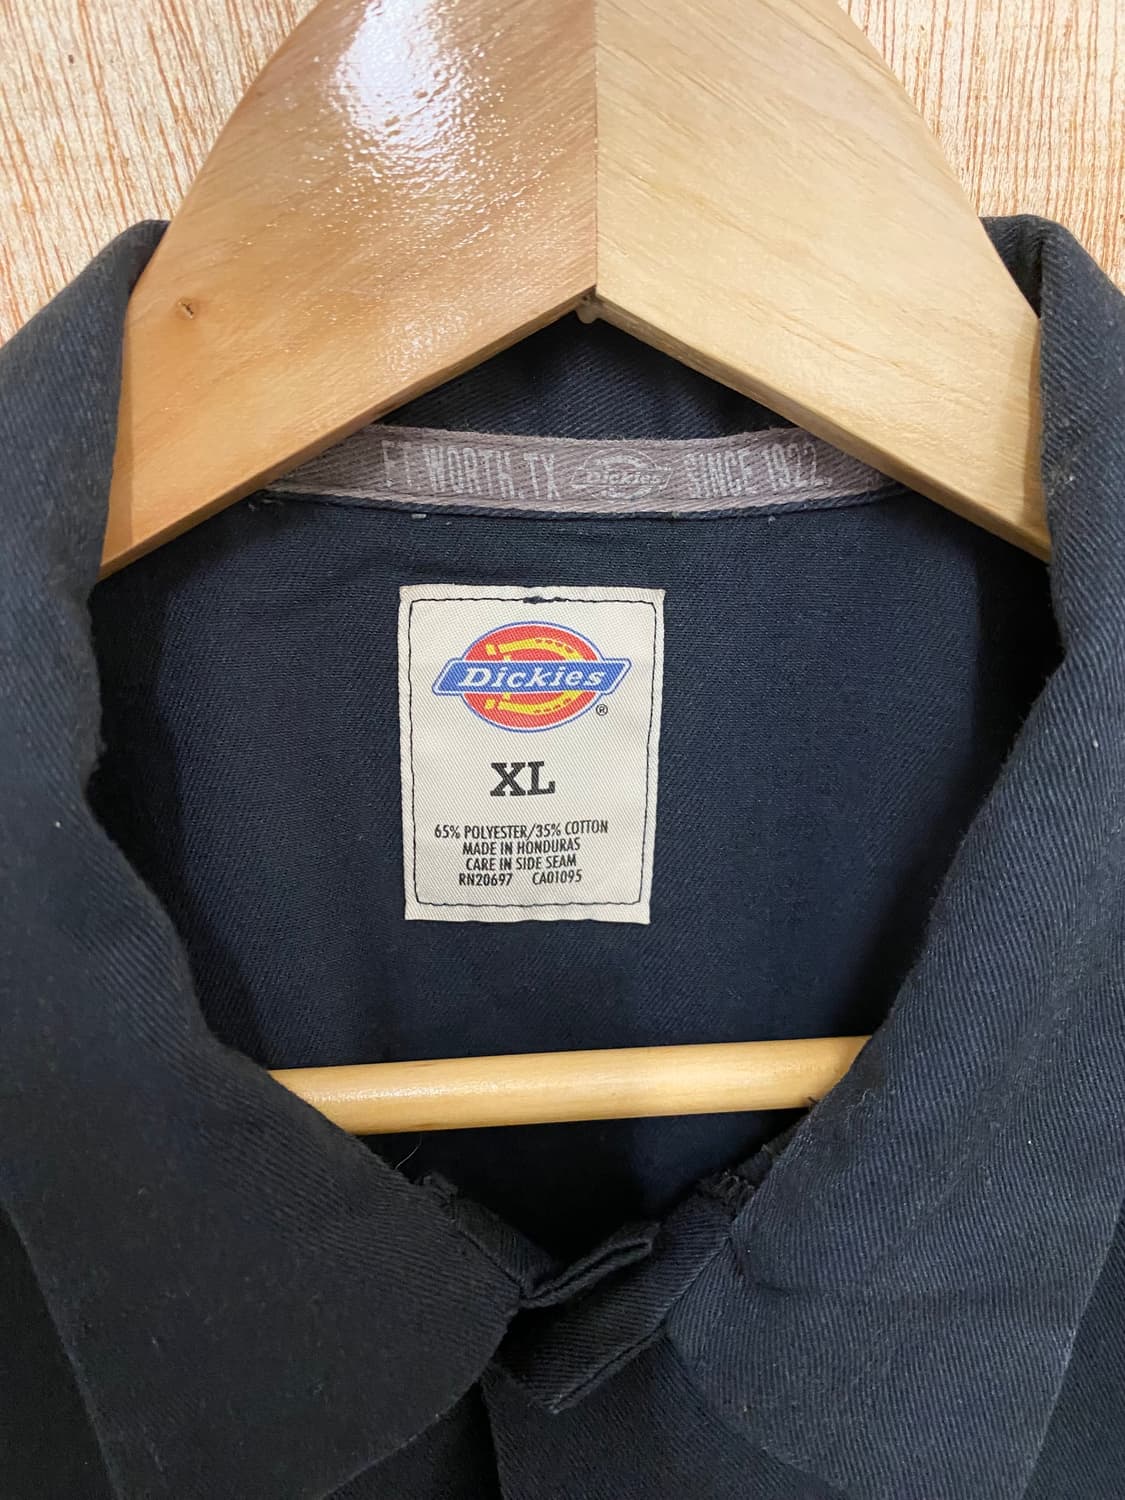 FT WORTH, TX Dickies SINCE 1922.
Dickies
®
XL
65% POLYESTER/35% COTTON
MADE IN HONDURAS
CARE IN SIDE SEAM
RN20697 CA01095